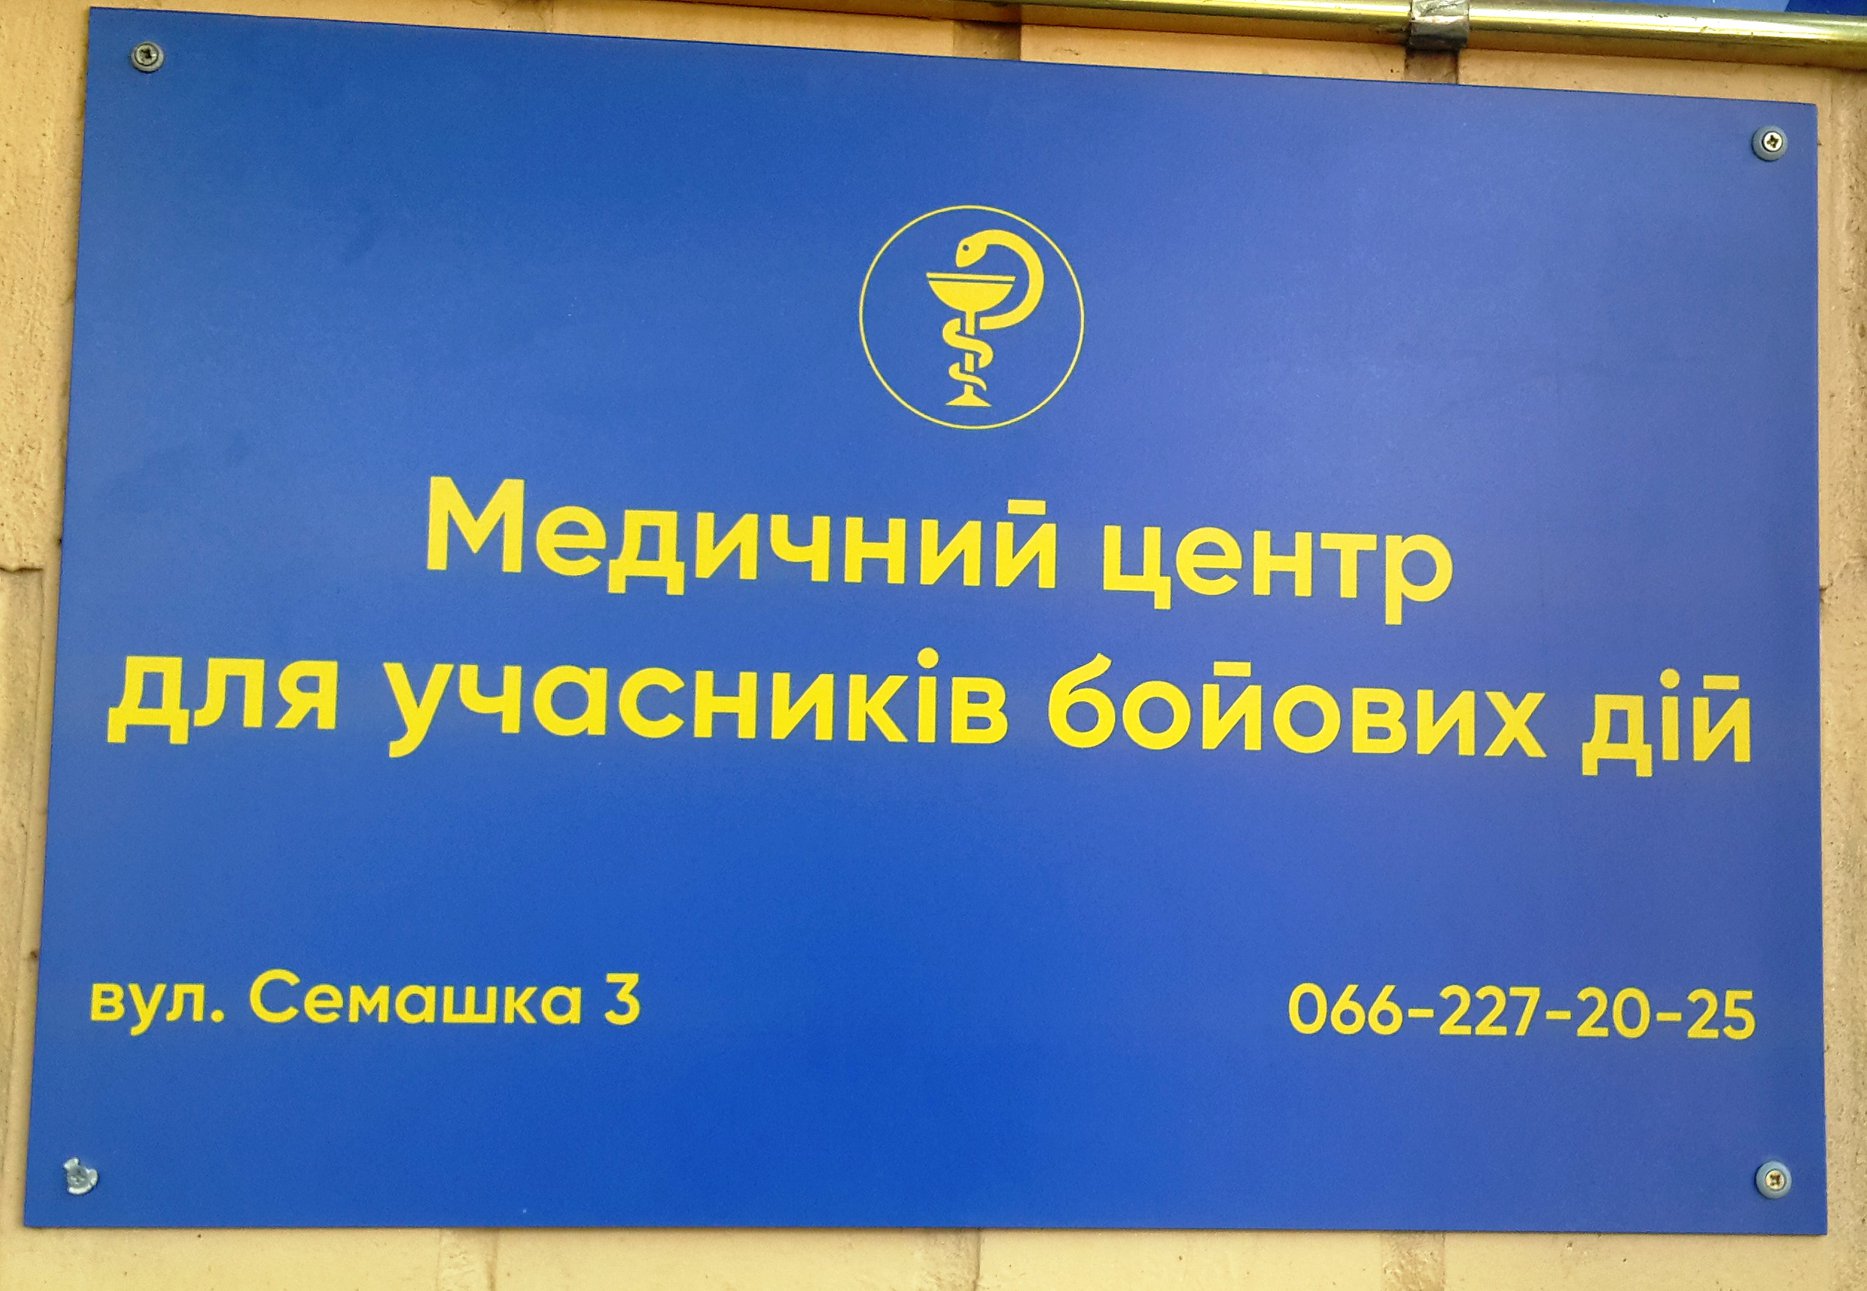 Медичний центр
для учасників бойових дій
вул. Семашка 3
066-227-20-25